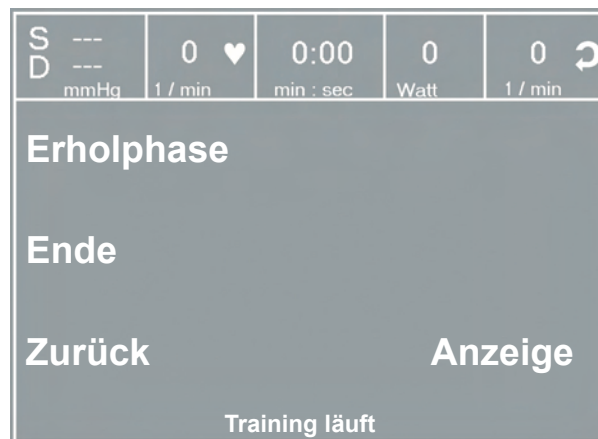 S --- 0 ♥ 0:00 0 0
D --- mmHg 1 / min min : sec Watt 1 / min
Erholphase
Ende
Zurück Anzeige
Training läuft